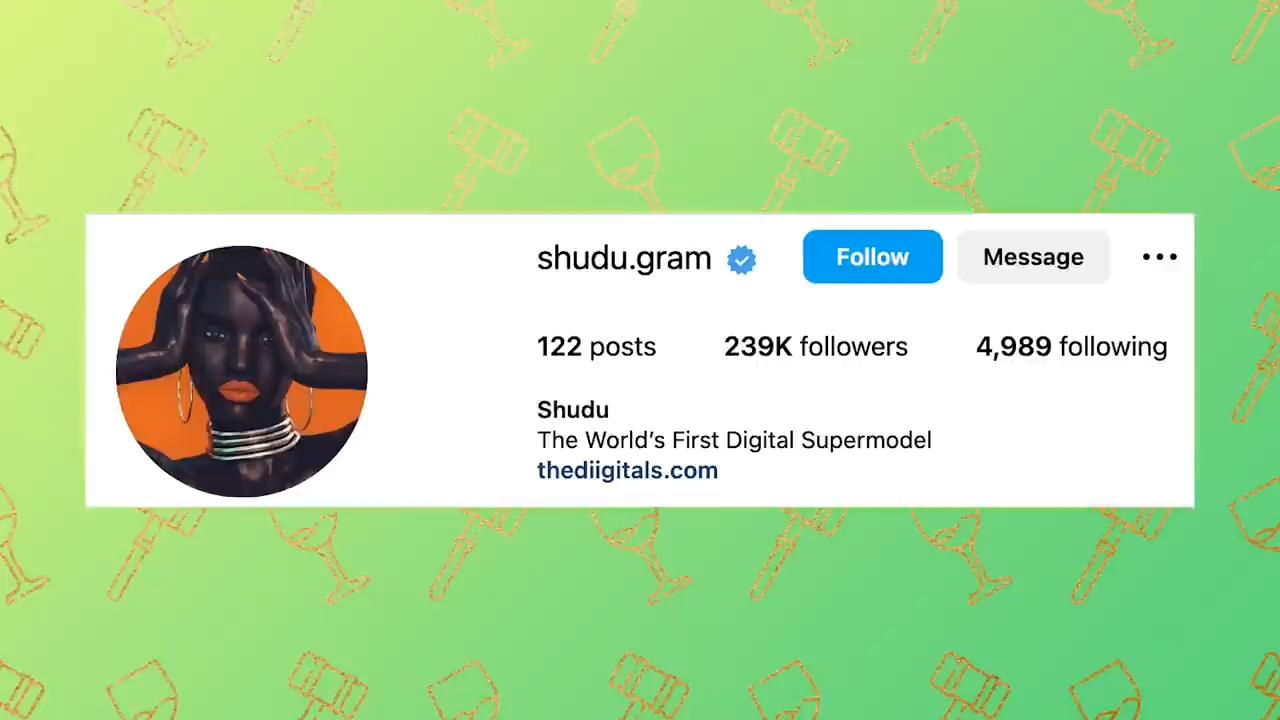 shudu.gram Follow Message
122 posts 239K followers 4,989 following
Shudu
The World’s First Digital Supermodel
thediigitals.com